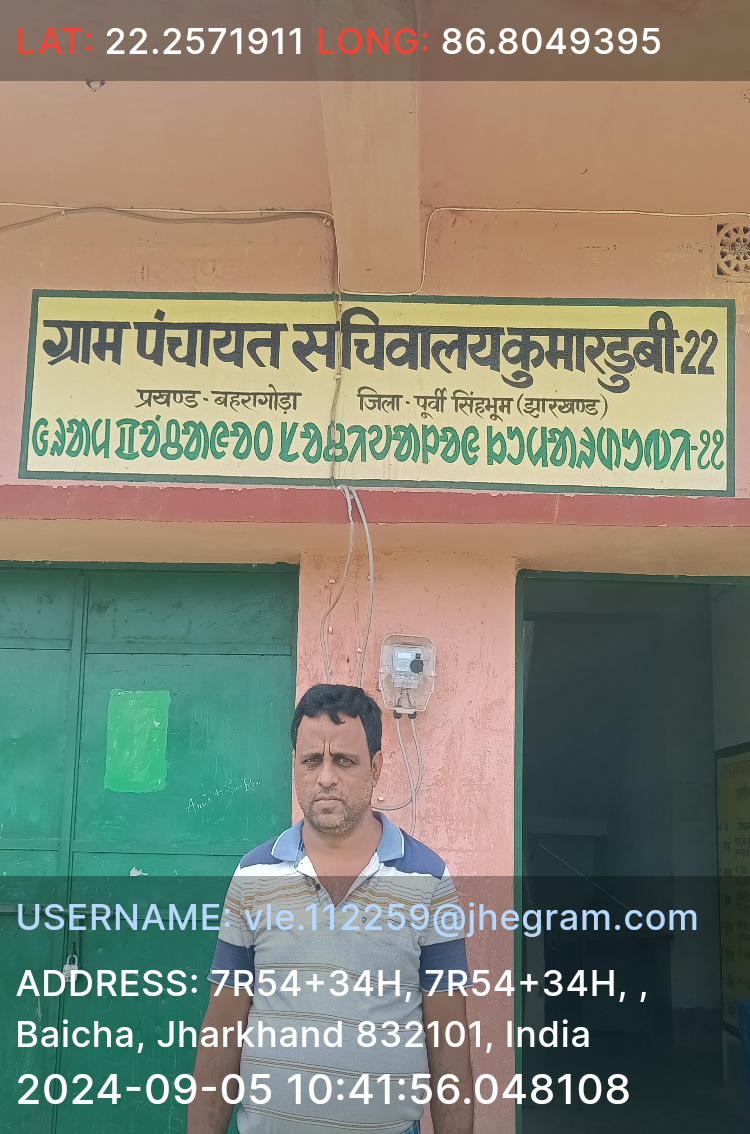 LAT: 22.2571911 LONG: 86.8049395
ग्राम पंचायत सचिवालय कुमारडुबी-22
प्रखण्ड - बहरागोड़ा जिला - पूर्वी सिंहभूम (झारखण्ड)
-22
USERNAME: vle.112259@jhegram.com
ADDRESS: 7R54+34H, 7R54+34H, ,
Baicha, Jharkhand 832101, India
2024-09-05 10:41:56.048108